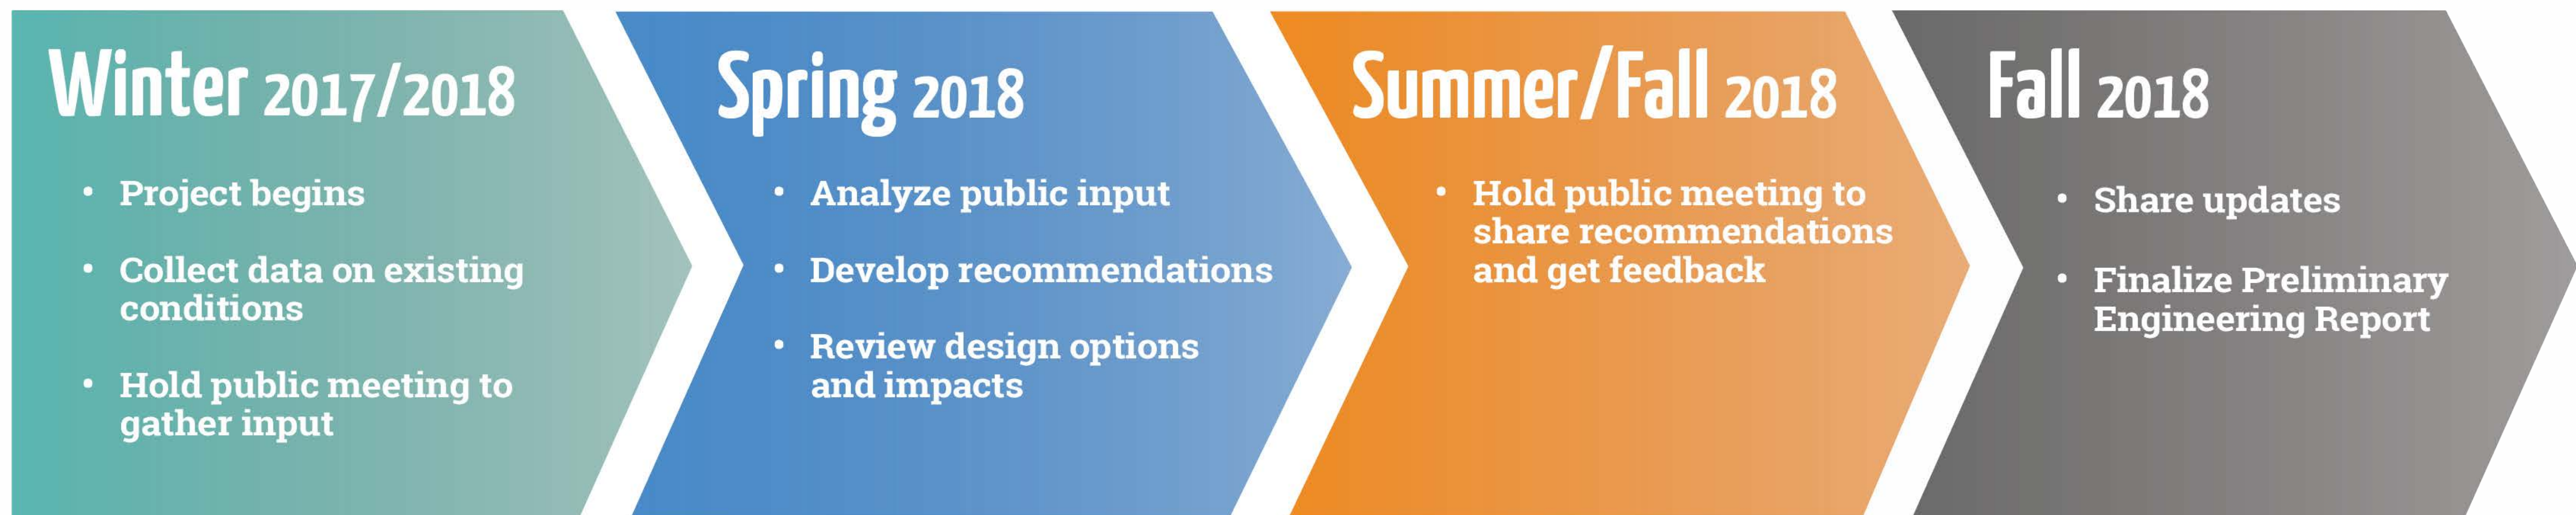 Winter 2017/2018
• Project begins
• Collect data on existing
conditions
• Hold public meeting to
gather input
Spring 2018
• Analyze public input
• Develop recommendations
• Review design options
and impacts
Summer/Fall 2018
• Hold public meeting to
share recommendations
and get feedback
Fall 2018
• Share updates
• Finalize Preliminary
Engineering Report